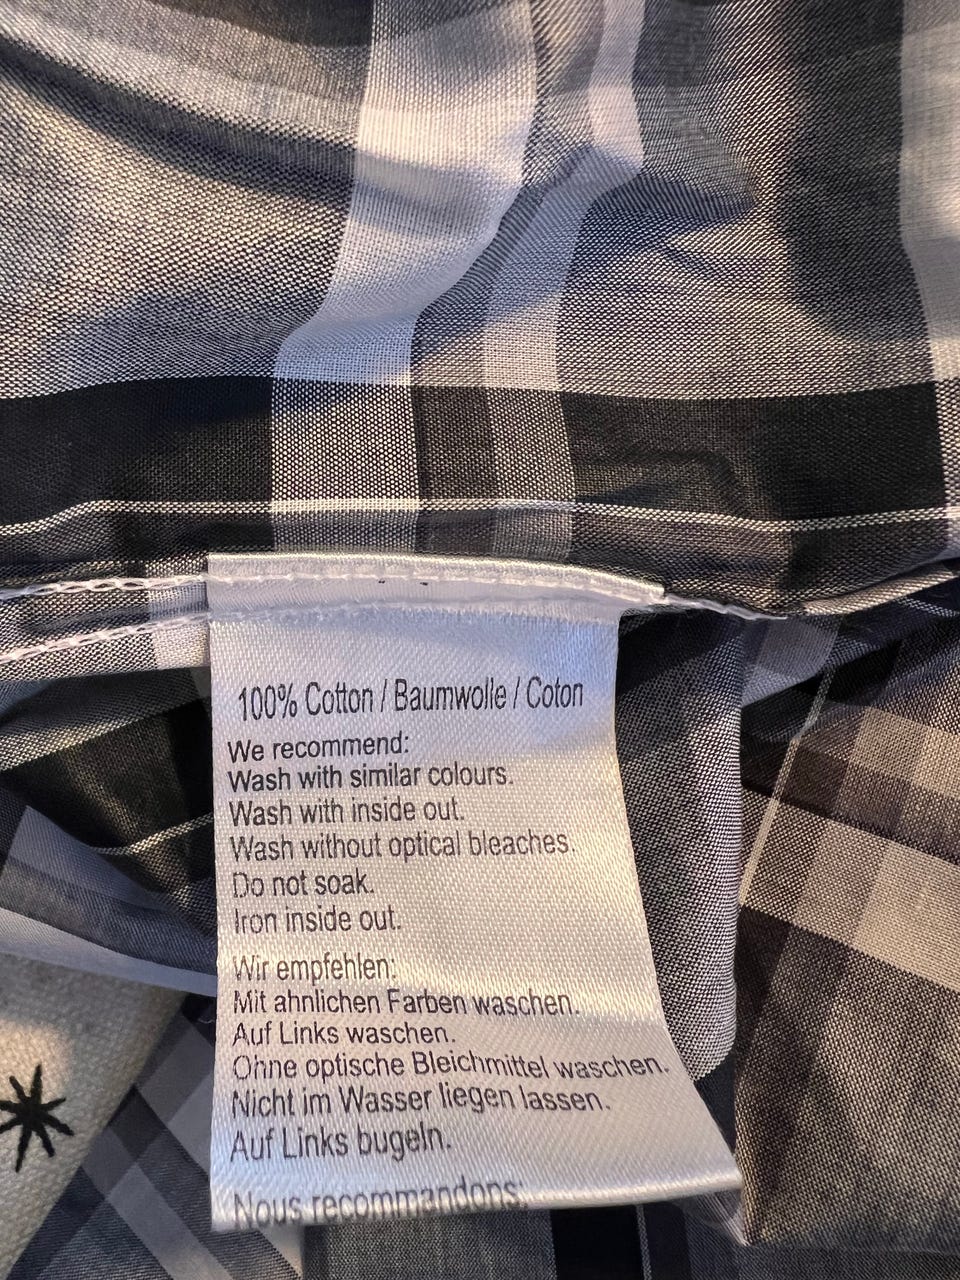 100% Cotton / Baumwolle / Coton
We recommend:
Wash with similar colours.
Wash with inside out.
Wash without optical bleaches.
Do not soak.
Iron inside out.
Wir empfehlen:
Mit ahnlichen Farben waschen.
Auf Links waschen.
Ohne optische Bleichmittel waschen.
Nicht im Wasser liegen lassen.
Auf Links bugeln.
Nous recommandons: